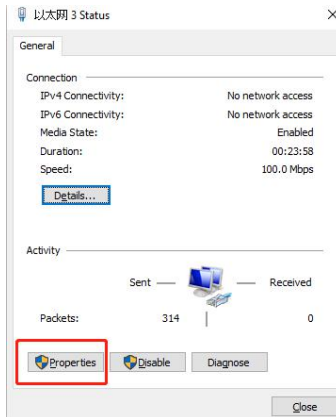 以太网 3 Status
General
Connection
IPv4 Connectivity: No network access
IPv6 Connectivity: No network access
Media State: Enabled
Duration: 00:23:58
Speed: 100.0 Mbps
Details...
Activity
Sent — — Received
Packets: 314 | 0
Properties Disable Diagnose
Close